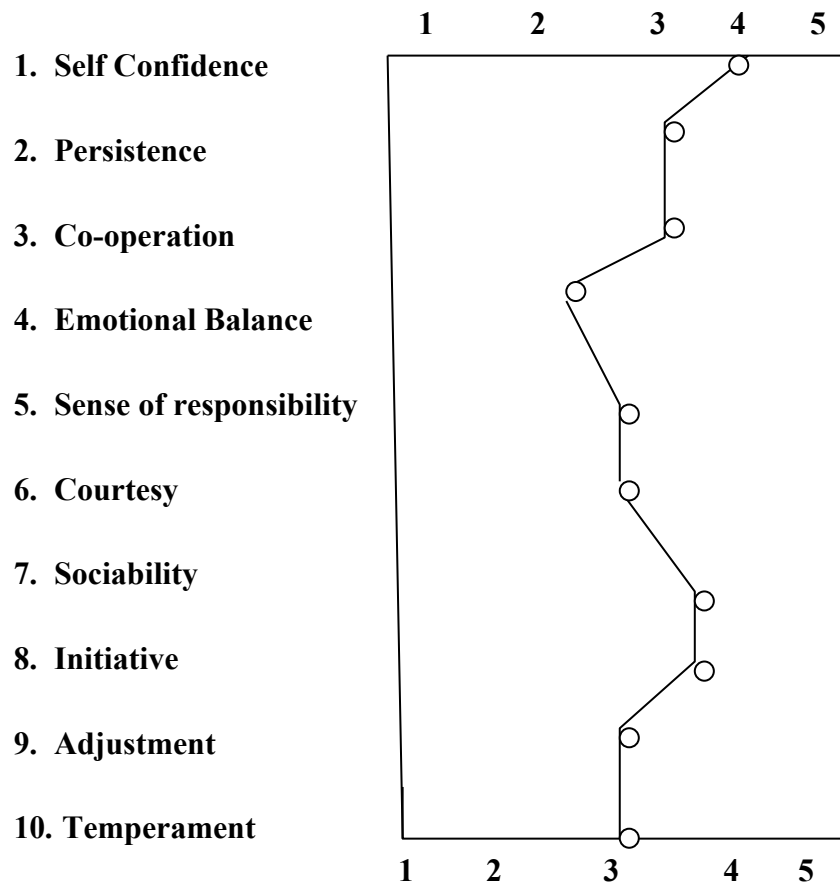 1 2 3 4 5
1. Self Confidence
2. Persistence
3. Co-operation
4. Emotional Balance
5. Sense of responsibility
6. Courtesy
7. Sociability
8. Initiative
9. Adjustment
10. Temperament
1 2 3 4 5